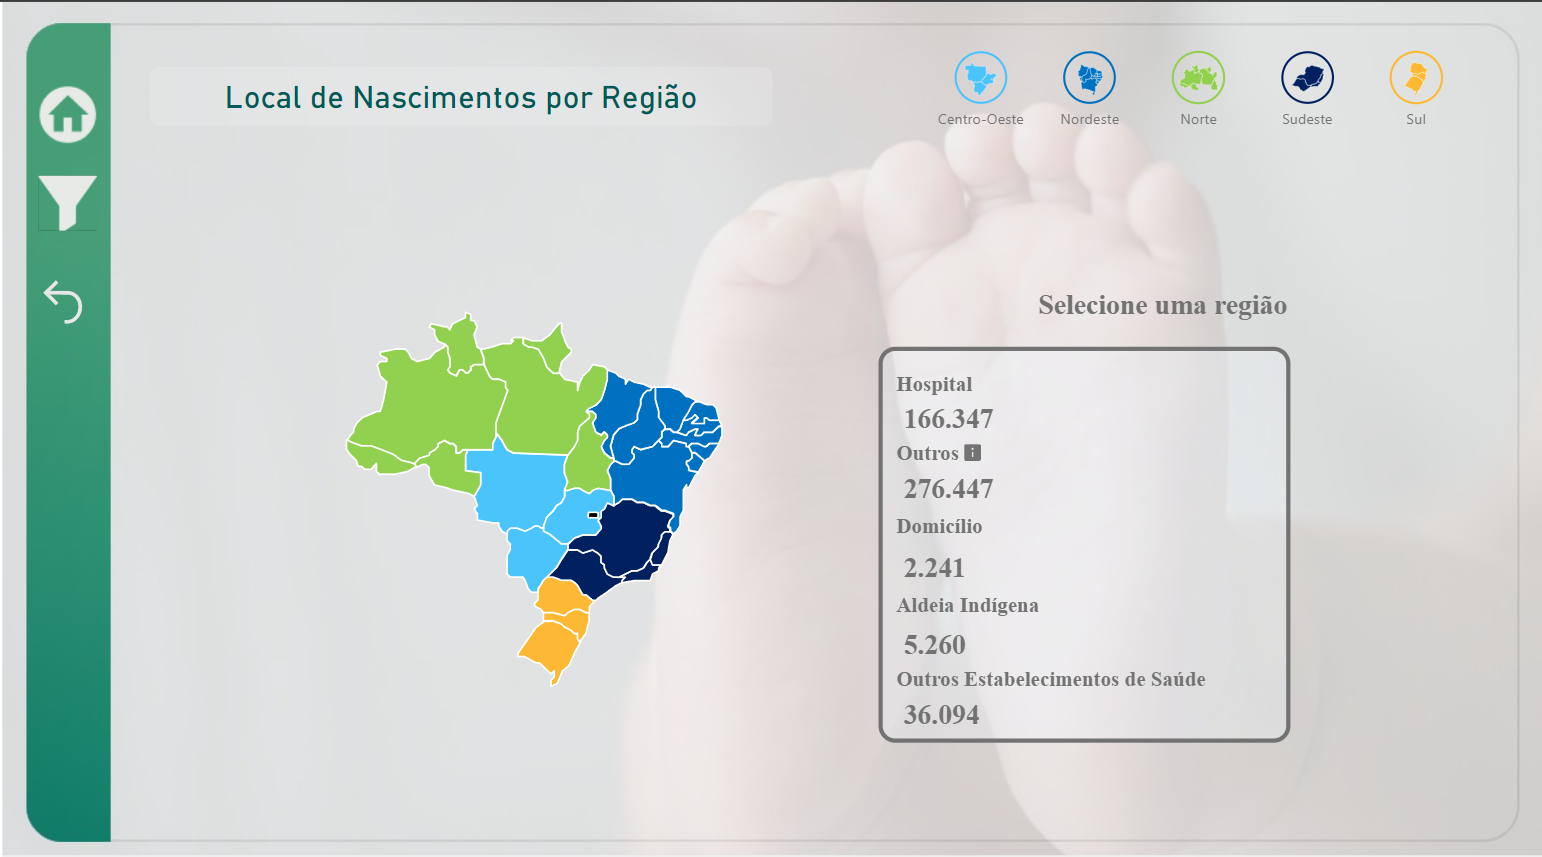 Local de Nascimentos por Região
Centro-Oeste
Nordeste
Norte
Sudeste
Sul
Selecione uma região
Hospital
166.347
Outros i
276.447
Domicílio
2.241
Aldeia Indígena
5.260
Outros Estabelecimentos de Saúde
36.094